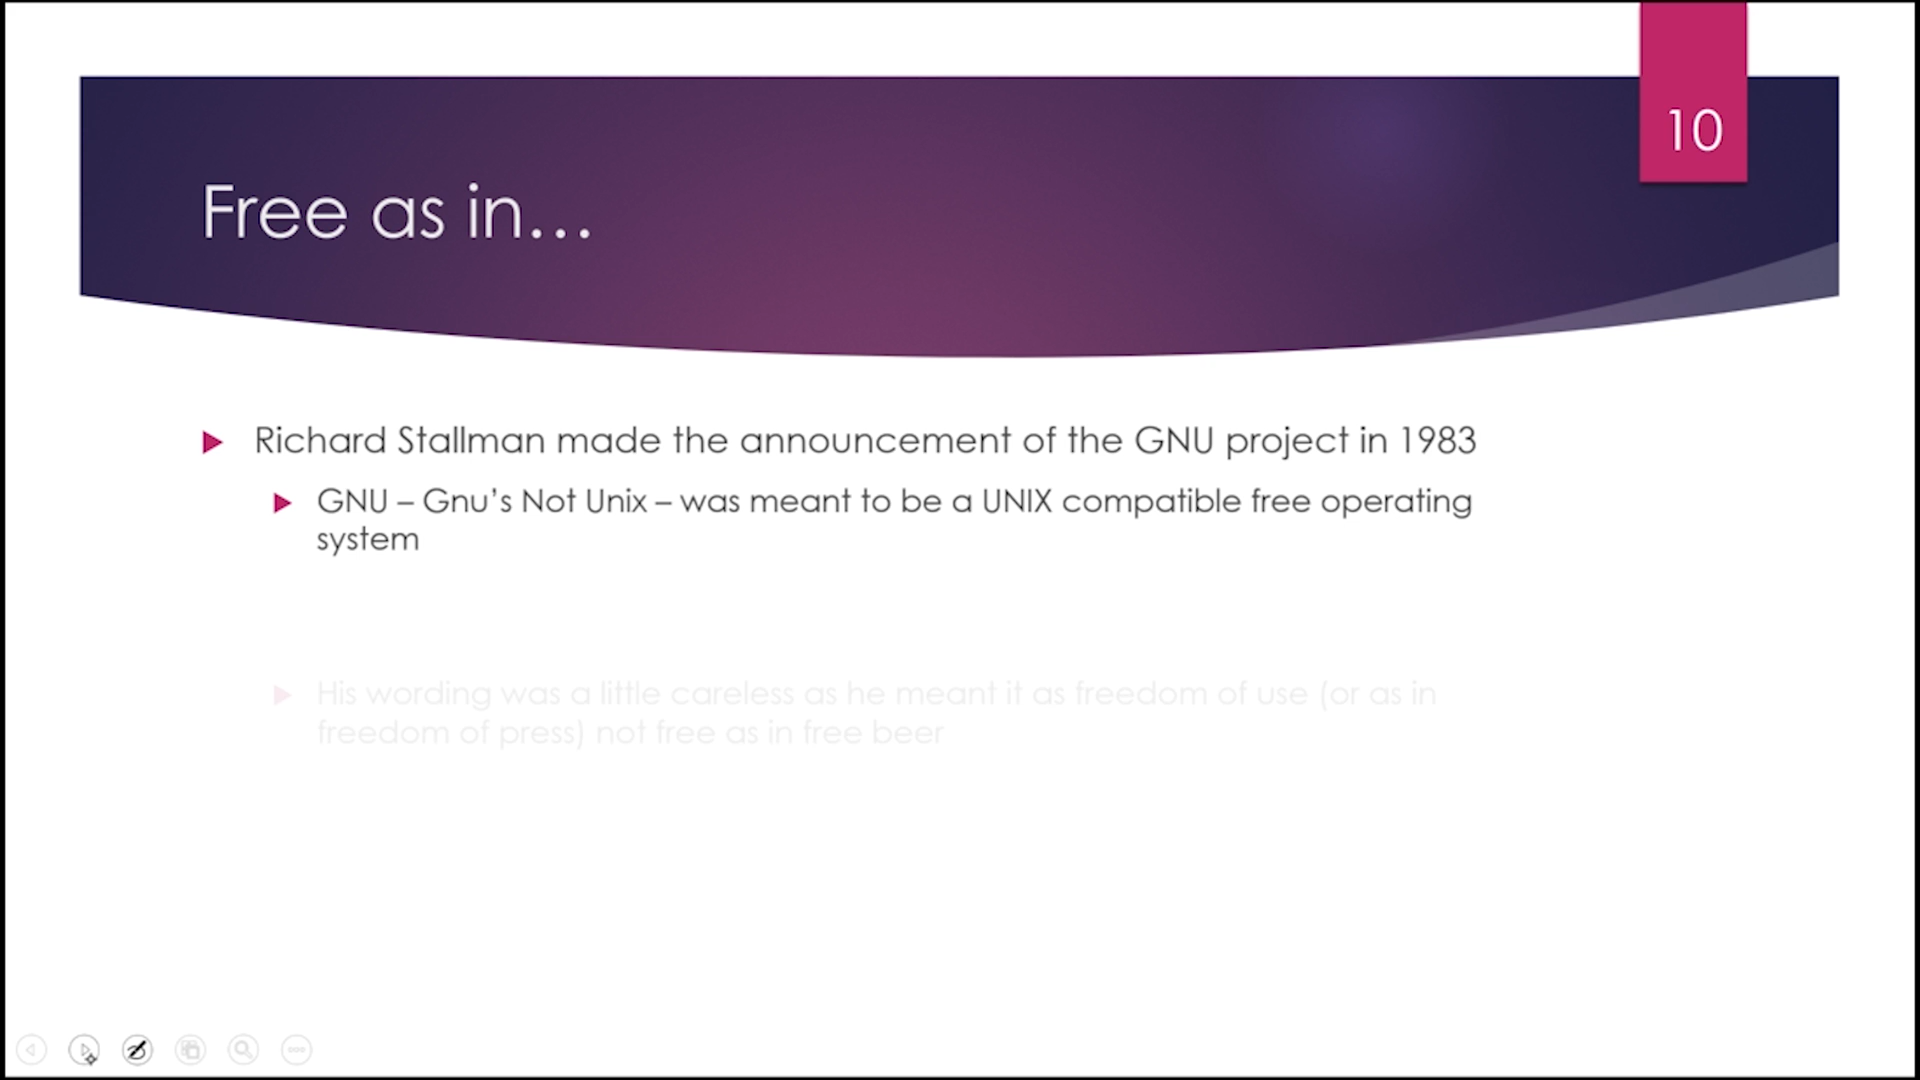 10
Free as in...
Richard Stallman made the announcement of the GNU project in 1983
GNU – Gnu's Not Unix – was meant to be a UNIX compatible free operating
system
His wording was a little careless as he meant it as freedom of use (or as in
freedom of press) not free as in free beer